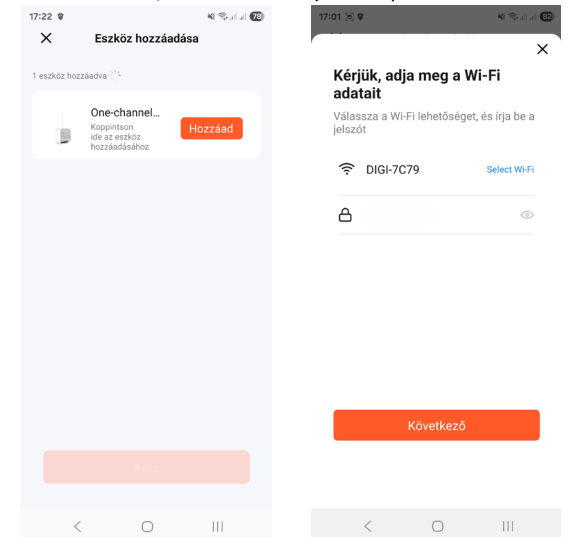 17:22
78
Eszköz hozzáadása
1 eszköz hozzáadva
One-channel...
Koppintson
ide az eszköz
hozzáadásához
Hozzáad
Kész
17:01
82
Kérjük, adja meg a Wi-Fi
adatait
Válassza a Wi-Fi lehetőséget, és írja be a
jelszót
DIGI-7C79
Select Wi-Fi
Következő